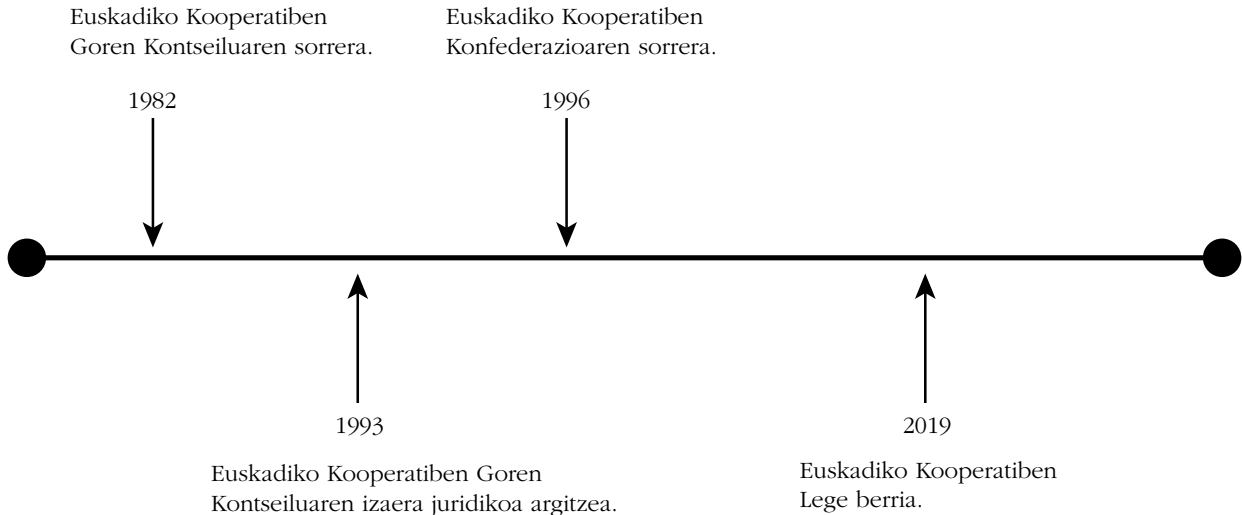 Euskadiko Kooperatiben
Goren Kontseiluaren sorrera.
1982
Euskadiko Kooperatiben
Konfederazioaren sorrera.
1996
1993
Euskadiko Kooperatiben Goren
Kontseiluaren izaera juridikoa argitzea.
2019
Euskadiko Kooperatiben
Lege berria.